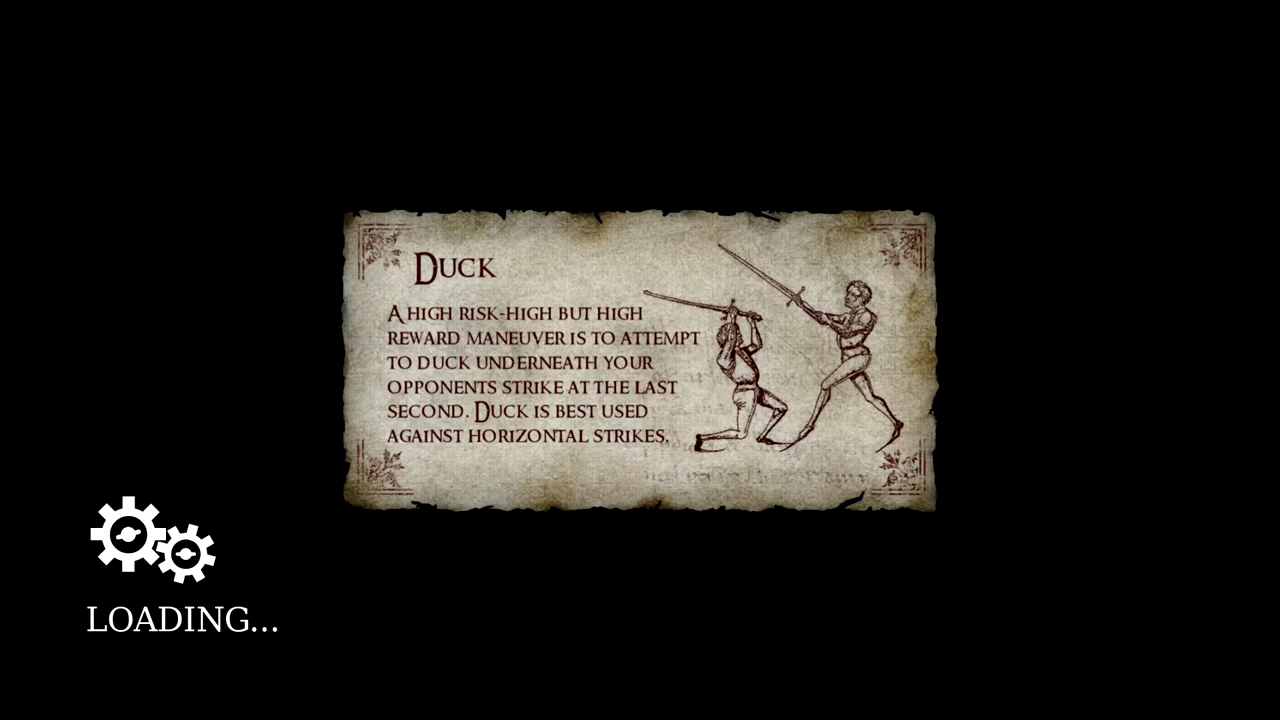 Duck
A high risk-high but high
reward maneuver is to attempt
to duck underneath your
opponents strike at the last
second. Duck is best used
against horizontal strikes.
LOADING...